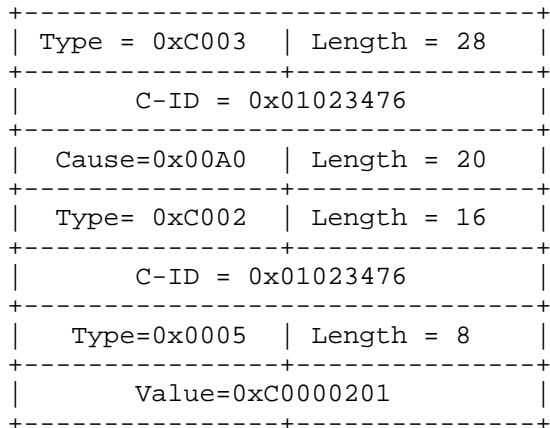 +--------------------------------+
| Type = 0xC003 | Length = 28 |
+----------------+---------------+
| C-ID = 0x01023476 |
+--------------------------------+
| Cause=0x00A0 | Length = 20 |
+----------------+---------------+
| Type= 0xC002 | Length = 16 |
+----------------+---------------+
| C-ID = 0x01023476 |
+--------------------------------+
| Type=0x0005 | Length = 8 |
+----------------+---------------+
| Value=0xC0000201 |
+----------------+---------------+